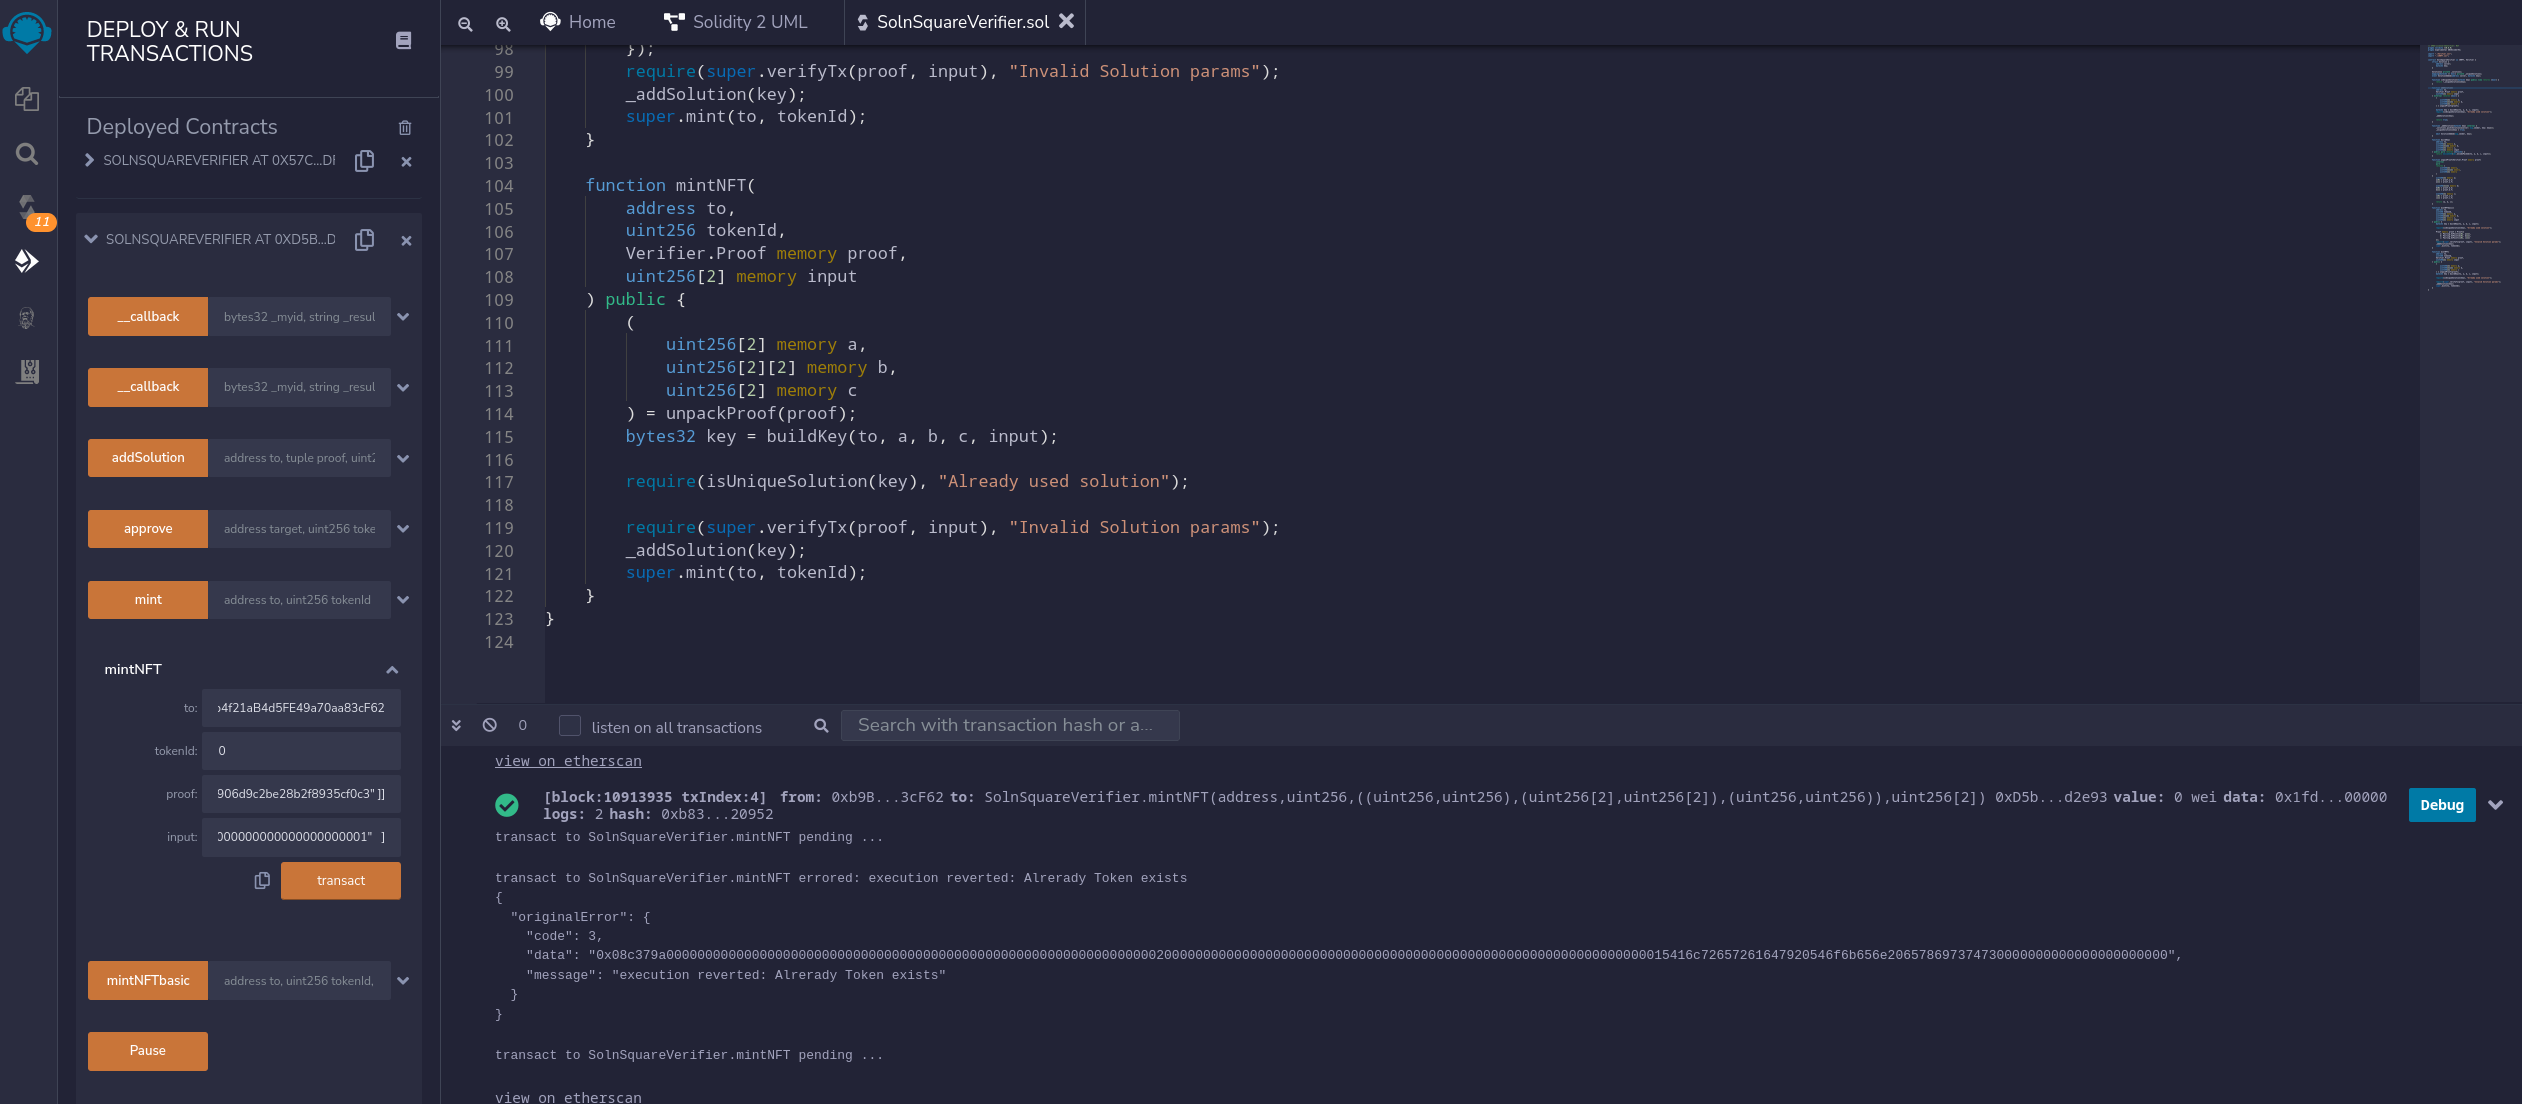 DEPLOY & RUN
TRANSACTIONS
Deployed Contracts
SOLNSQUAREVERIFIER AT 0X57C...DF
11
SOLNSQUAREVERIFIER AT 0XD5B...D
__callback bytes32 _myid, string _resul
__callback bytes32 _myid, string _resul
addSolution address to, tuple proof, uint2
approve address target, uint256 toke
mint address to, uint256 tokenId
mintNFT
to: 4f21aB4d5FE49a70aa83cF62
tokenId: 0
proof: 906d9c2be28b2f8935cf0c3" ]]
input: 000000000000000000001" ]
transact
mintNFTbasic address to, uint256 tokenId,
Pause
Home
Solidity 2 UML
SolnSquareVerifier.sol
98 });
99 require(super.verifyTx(proof, input), "Invalid Solution params");
100 _addSolution(key);
101 super.mint(to, tokenId);
102 }
103
104 function mintNFT(
105 address to,
106 uint256 tokenId,
107 Verifier.Proof memory proof,
108 uint256[2] memory input
109 ) public {
110 (
111 uint256[2] memory a,
112 uint256[2][2] memory b,
113 uint256[2] memory c
114 ) = unpackProof(proof);
115 bytes32 key = buildKey(to, a, b, c, input);
116
117 require(isUniqueSolution(key), "Already used solution");
118
119 require(super.verifyTx(proof, input), "Invalid Solution params");
120 _addSolution(key);
121 super.mint(to, tokenId);
122 }
123 }
124
0 listen on all transactions Search with transaction hash or a...
view on etherscan
[block:10913935 txIndex:4] from: 0xb9B...3cF62 to: SolnSquareVerifier.mintNFT(address,uint256,((uint256,uint256),(uint256[2],uint256[2]),(uint256,uint256)),uint256[2]) 0xD5b...d2e93 value: 0 wei data: 0x1fd...00000
logs: 2 hash: 0xb83...20952
Debug
transact to SolnSquareVerifier.mintNFT pending ...
transact to SolnSquareVerifier.mintNFT errored: execution reverted: Alrerady Token exists
{
"originalError": {
"code": 3,
"message": "execution reverted: Alrerady Token exists"
}
}
transact to SolnSquareVerifier.mintNFT pending ...
view on etherscan